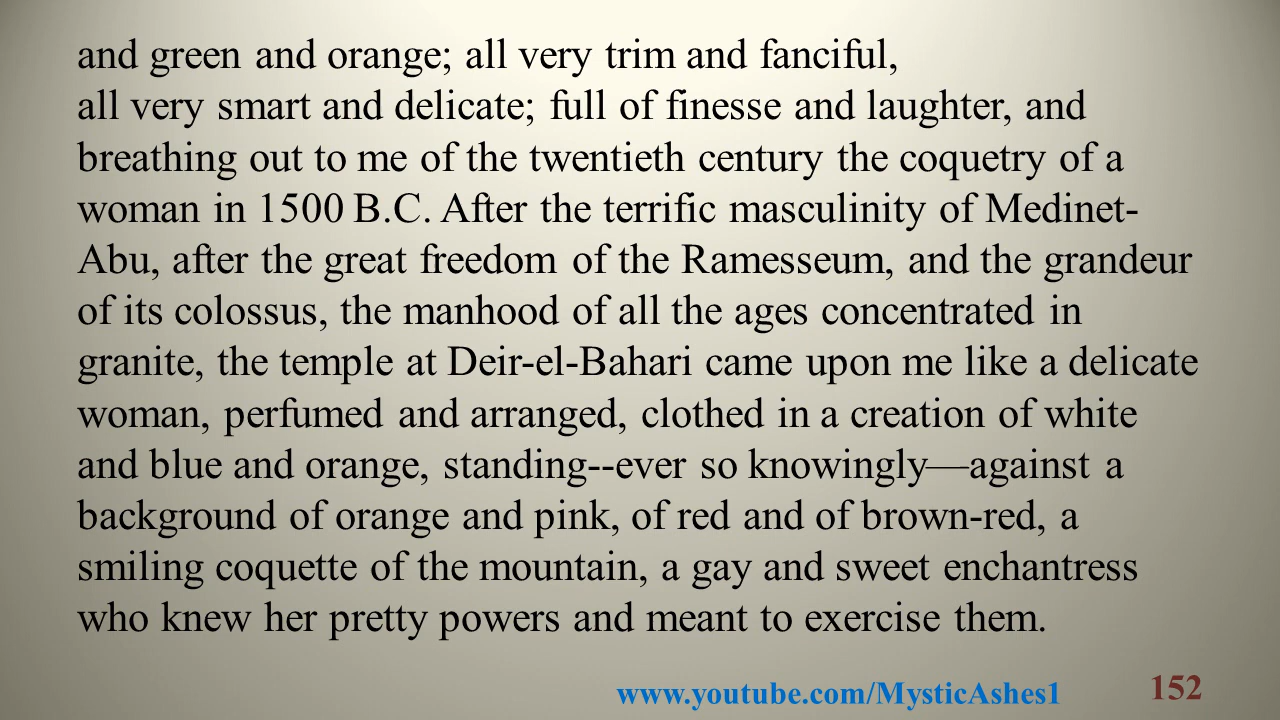 and green and orange; all very trim and fanciful,
all very smart and delicate; full of finesse and laughter, and
breathing out to me of the twentieth century the coquetry of a
woman in 1500 B.C. After the terrific masculinity of Medinet-
Abu, after the great freedom of the Ramesseum, and the grandeur
of its colossus, the manhood of all the ages concentrated in
granite, the temple at Deir-el-Bahari came upon me like a delicate
woman, perfumed and arranged, clothed in a creation of white
and blue and orange, standing--ever so knowingly—against a
background of orange and pink, of red and of brown-red, a
smiling coquette of the mountain, a gay and sweet enchantress
who knew her pretty powers and meant to exercise them.
www.youtube.com/MysticAshes1 152